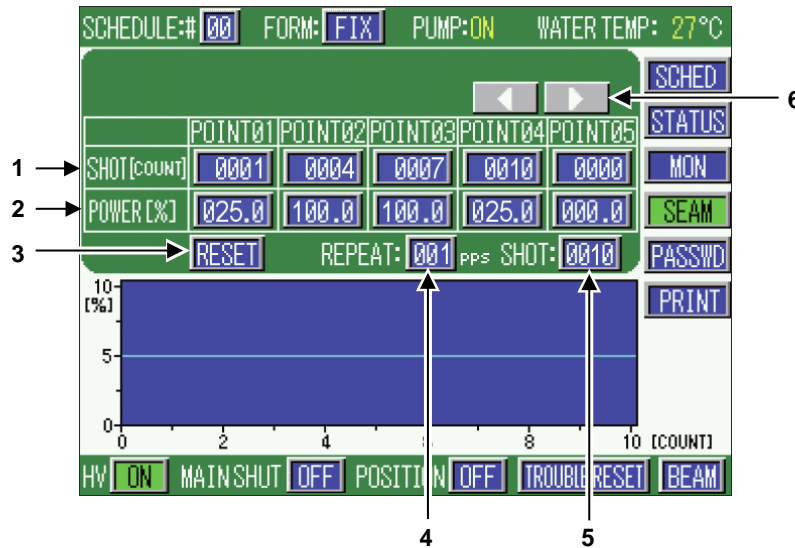 SCHEDULE:# 00 FORM: FIX PUMP:ON WATER TEMP: 27°C
SCHED
6
STATUS
POINT01 POINT02 POINT03 POINT04 POINT05
1 SHOT[COUNT] 0001 0004 0007 0010 0000 MON
2 POWER[%] 025.0 100.0 100.0 025.0 000.0 SEAM
3 RESET REPEAT: 001 pps SHOT: 0010 PASSWD
10
[%]
PRINT
5
0
0 2 4 8 10 [COUNT]
HV ON MAIN SHUT OFF POSITION OFF TROUBLE RESET BEAM
4 5